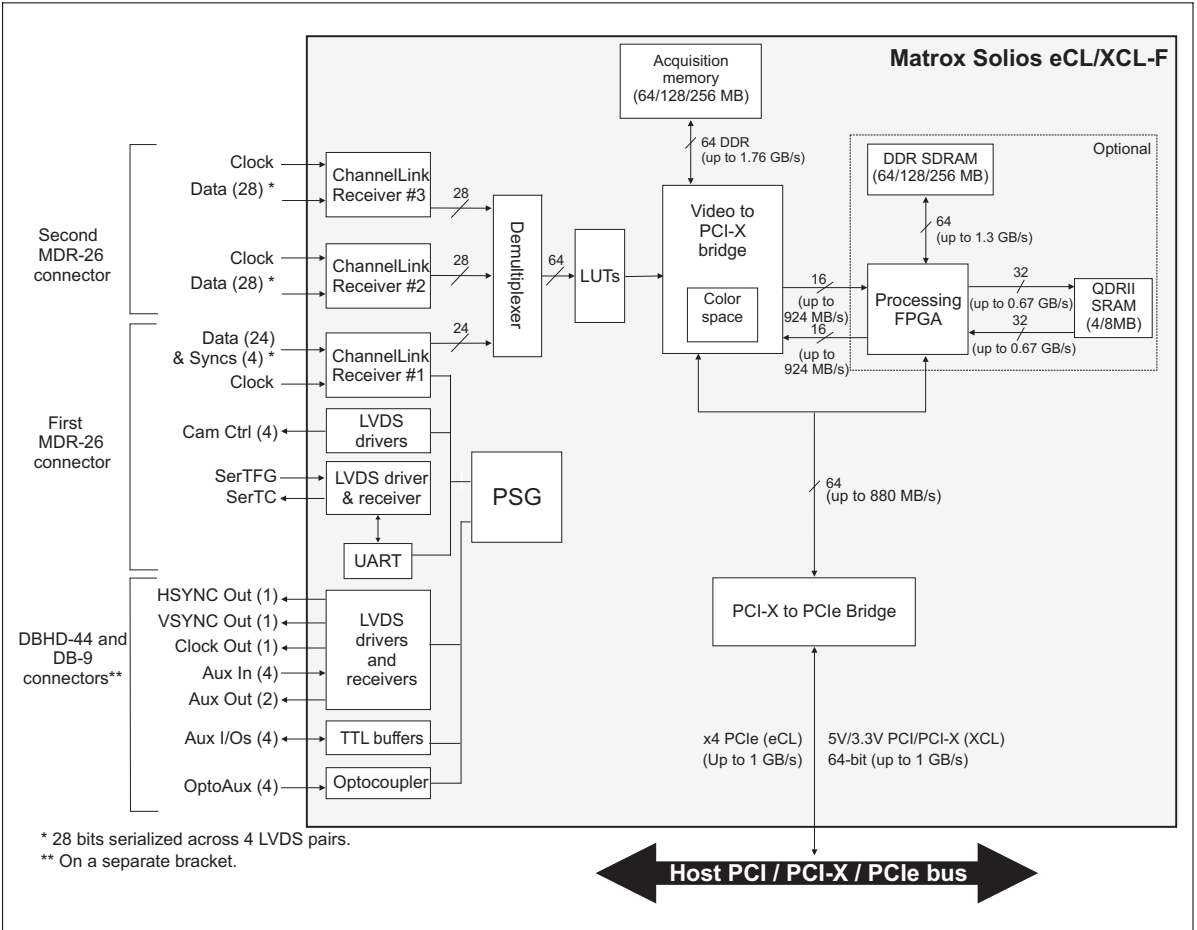 Matrox Solios eCL/XCL-F
Acquisition
memory
(64/128/256 MB)
64 DDR
(up to 1.76 GB/s)
Optional
DDR SDRAM
(64/128/256 MB)
64
(up to 1.3 GB/s)
Second
MDR-26
connector
Clock
Data (28) *
ChannelLink
Receiver #3
28
Clock
Data (28) *
ChannelLink
Receiver #2
28
Demultiplexer
64
LUTs
Video to
PCI-X
bridge
Color
space
16
(up to
924 MB/s)
16
(up to
924 MB/s)
Processing
FPGA
32
(up to 0.67 GB/s)
32
(up to 0.67 GB/s)
QDRII
SRAM
(4/8MB)
First
MDR-26
connector
Data (24)
& Syncs (4) *
Clock
ChannelLink
Receiver #1
24
Cam Ctrl (4)
LVDS
drivers
SerTFG
SerTC
LVDS driver
& receiver
UART
PSG
64
(up to 880 MB/s)
PCI-X to PCIe Bridge
DBHD-44 and
DB-9
connectors**
HSYNC Out (1)
VSYNC Out (1)
Clock Out (1)
Aux In (4)
Aux Out (2)
LVDS
drivers
and
receivers
Aux I/Os (4)
TTL buffers
OptoAux (4)
Optocoupler
x4 PCIe (eCL)
(Up to 1 GB/s)
5V/3.3V PCI/PCI-X (XCL)
64-bit (up to 1 GB/s)
* 28 bits serialized across 4 LVDS pairs.
** On a separate bracket.
Host PCI / PCI-X / PCIe bus